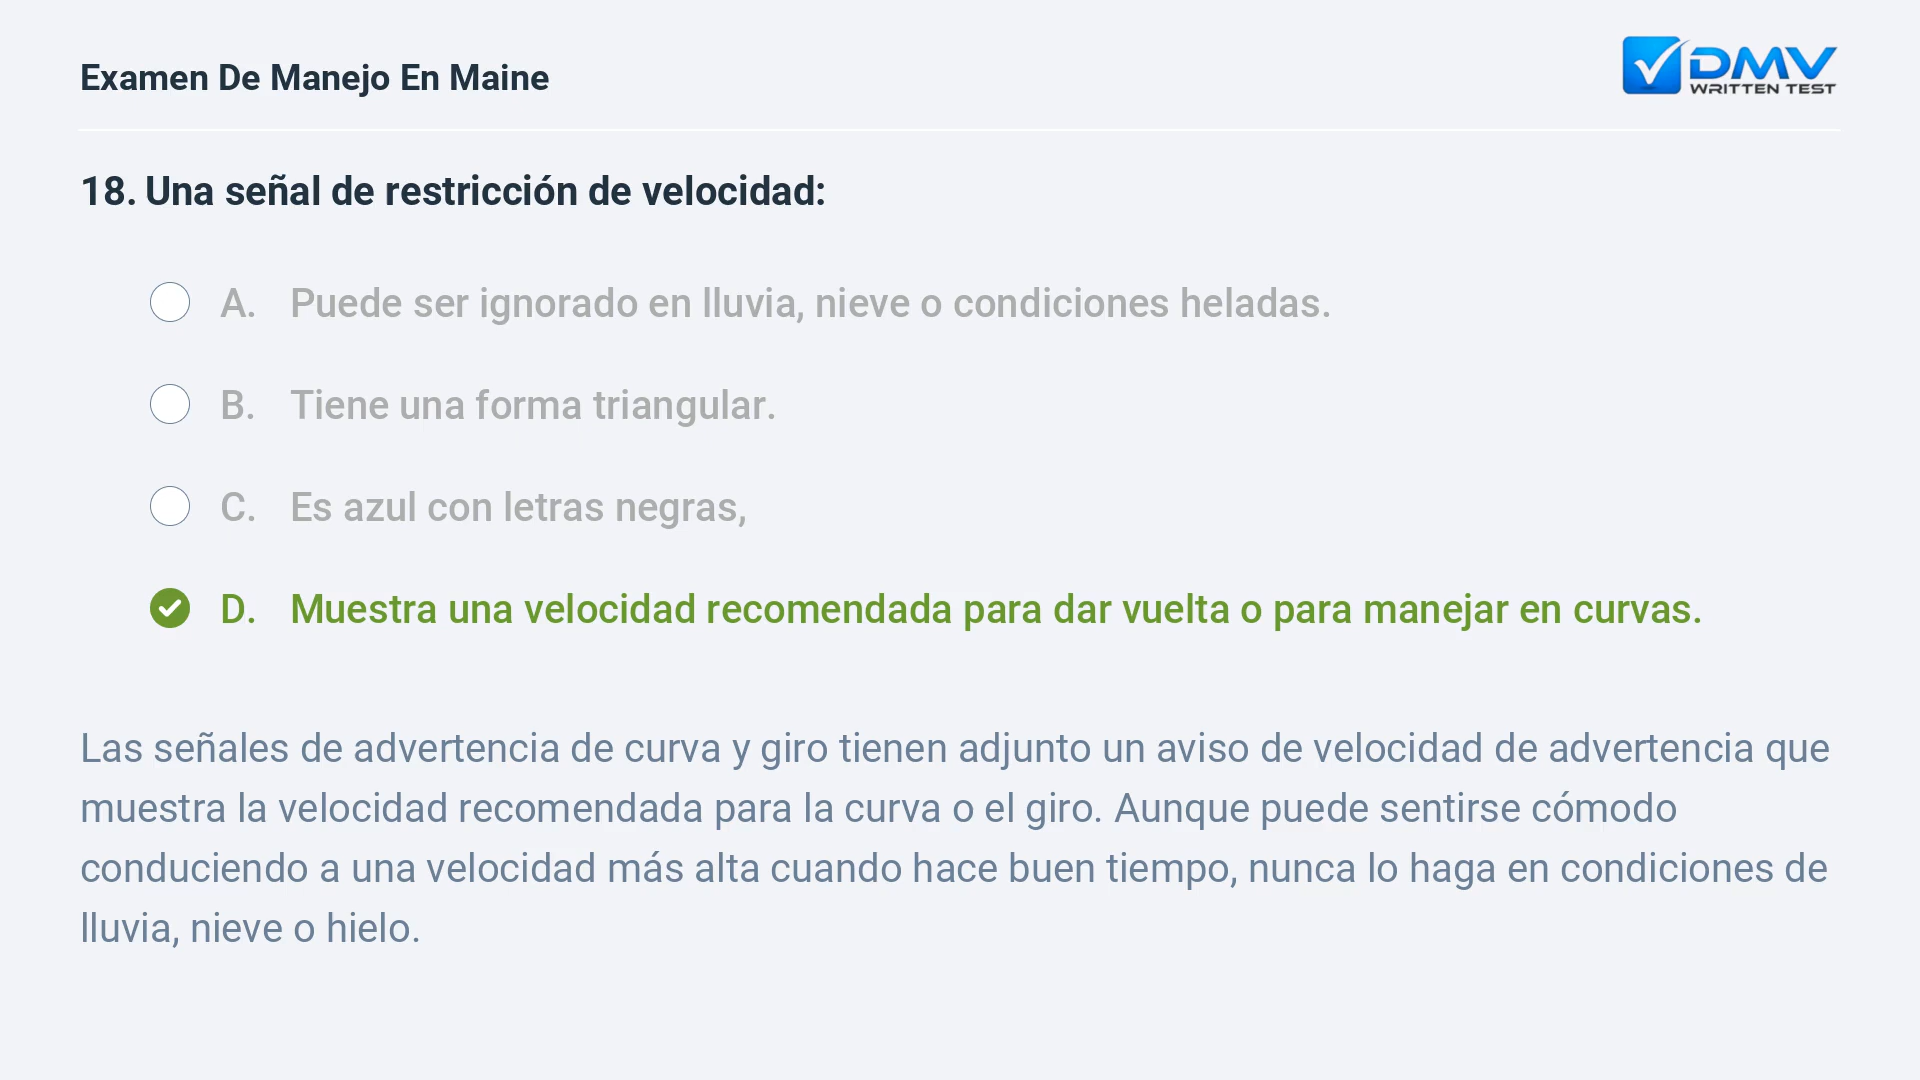 Examen De Manejo En Maine
DMV
WRITTEN TEST
18. Una señal de restricción de velocidad:
A. Puede ser ignorado en lluvia, nieve o condiciones heladas.
B. Tiene una forma triangular.
C. Es azul con letras negras,
D. Muestra una velocidad recomendada para dar vuelta o para manejar en curvas.
Las señales de advertencia de curva y giro tienen adjunto un aviso de velocidad de advertencia que
muestra la velocidad recomendada para la curva o el giro. Aunque puede sentirse cómodo
conduciendo a una velocidad más alta cuando hace buen tiempo, nunca lo haga en condiciones de
lluvia, nieve o hielo.